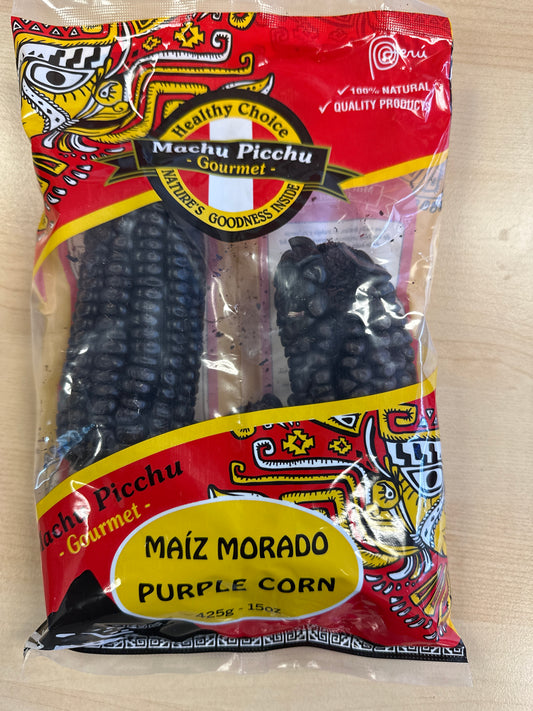 Perú
✓ 100% NATURAL
✓ QUALITY PRODUCTS
Healthy Choice
Machu Picchu
- Gourmet -
NATURE'S GOODNESS INSIDE
Machu Picchu
- Gourmet -
MAÍZ MORADO
PURPLE CORN
425g - 15oz